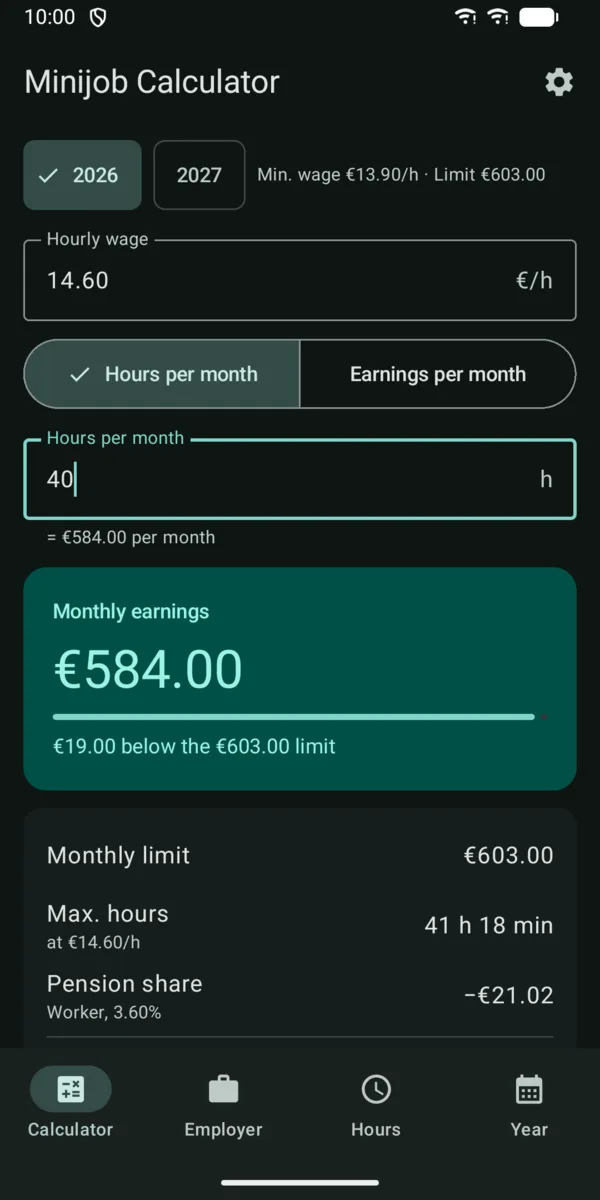 10:00
Minijob Calculator
2026
2027
Min. wage €13.90/h · Limit €603.00
Hourly wage
14.60 €/h
Hours per month
Earnings per month
Hours per month
40 h
= €584.00 per month
Monthly earnings
€584.00
€19.00 below the €603.00 limit
Monthly limit €603.00
Max. hours
at €14.60/h
41 h 18 min
Pension share
Worker, 3.60%
−€21.02
Calculator
Employer
Hours
Year